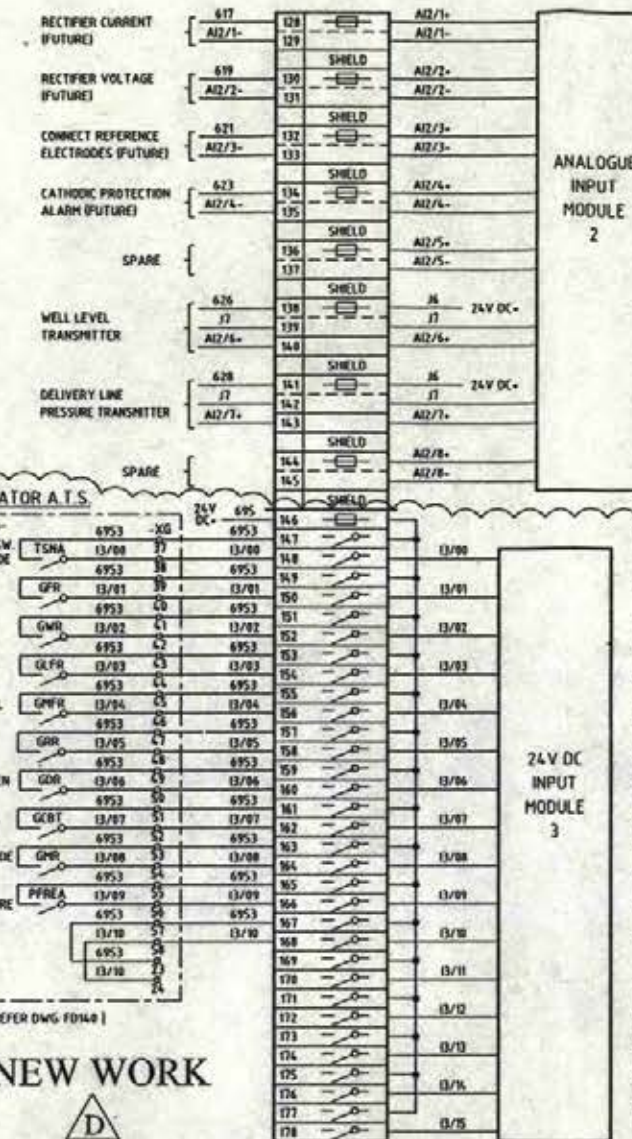 RECTIFIER CURRENT (FUTURE) 617 AI2/1- 128 129 AI2/1+ AI2/1-
SHIELD
RECTIFIER VOLTAGE (FUTURE) 619 AI2/2- 130 131 AI2/2+ AI2/2-
SHIELD
CONNECT REFERENCE ELECTRODES (FUTURE) 621 AI2/3- 132 133 AI2/3+ AI2/3-
SHIELD
CATHODIC PROTECTION ALARM (FUTURE) 623 AI2/4- 134 135 AI2/4+ AI2/4-
SHIELD
SPARE 136 137 AI2/5+ AI2/5-
SHIELD
WELL LEVEL TRANSMITTER 626 J7 AI2/6+ 138 139 140 J6 24V DC+ J7 AI2/6+
SHIELD
DELIVERY LINE PRESSURE TRANSMITTER 628 J7 AI2/7+ 141 142 143 J6 24V DC+ J7 AI2/7+
SHIELD
SPARE 144 145 AI2/8+ AI2/8-
SHIELD
ANALOGUE INPUT MODULE 2
ATOR A.T.S.
24V DC+ 695 146
6953 -XG 6953 147
SW. DE TSNA I3/00 37 I3/00 148 I3/00
6953 38 6953 149
GFR I3/01 39 I3/01 150 I3/01
6953 40 6953 151
GWR I3/02 41 I3/02 152 I3/02
6953 42 6953 153
GLFR I3/03 43 I3/03 154 I3/03
6953 44 6953 155
GMFR I3/04 45 I3/04 156 I3/04
6953 46 6953 157
GRR I3/05 47 I3/05 158 I3/05
6953 48 6953 159
EN GDR I3/06 49 I3/06 160 I3/06
6953 50 6953 161
GCBT I3/07 51 I3/07 162 I3/07
6953 52 6953 163
DE GMR I3/08 53 I3/08 164 I3/08
6953 54 6953 165
RE PFREA I3/09 55 I3/09 166 I3/09
6953 56 6953 167
I3/10 57 I3/10 168 I3/10
6953 58 169
I3/10 170 I3/11
171
172 I3/12
173
174 I3/13
175
176 I3/14
177
178 I3/15
24V DC INPUT MODULE 3
EFER DWG FD140 ]
NEW WORK
D